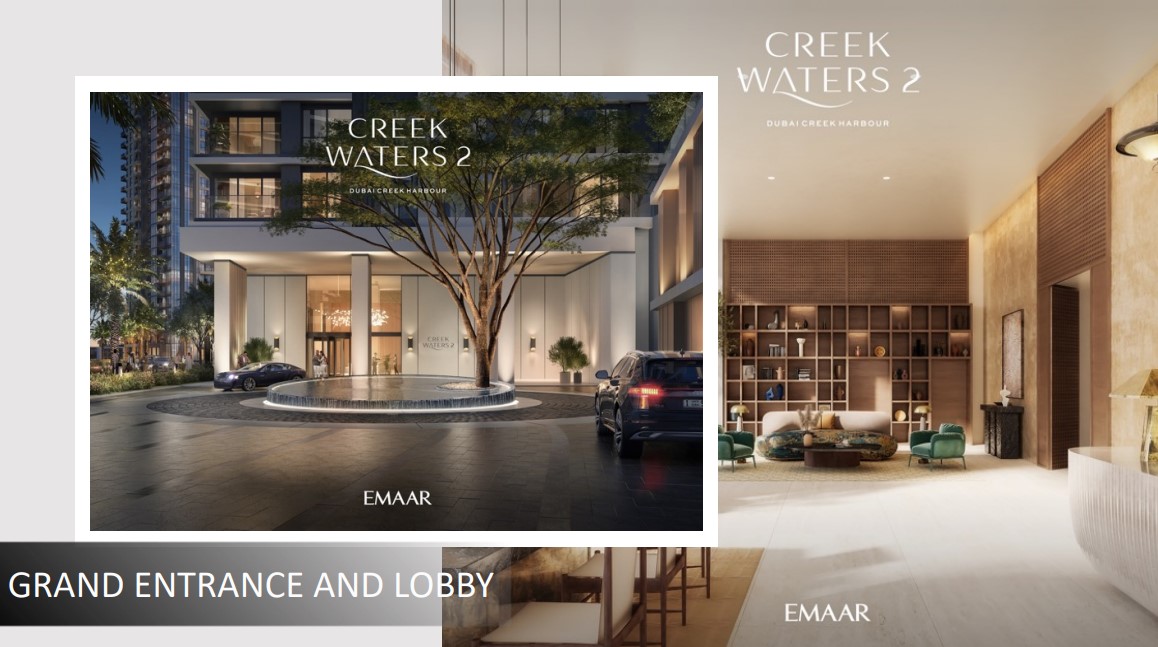 CREEK
WATERS 2
DUBAI CREEK HARBOUR
CREEK
WATERS 2
EMAAR
GRAND ENTRANCE AND LOBBY
CREEK
WATERS 2
DUBAI CREEK HARBOUR
EMAAR